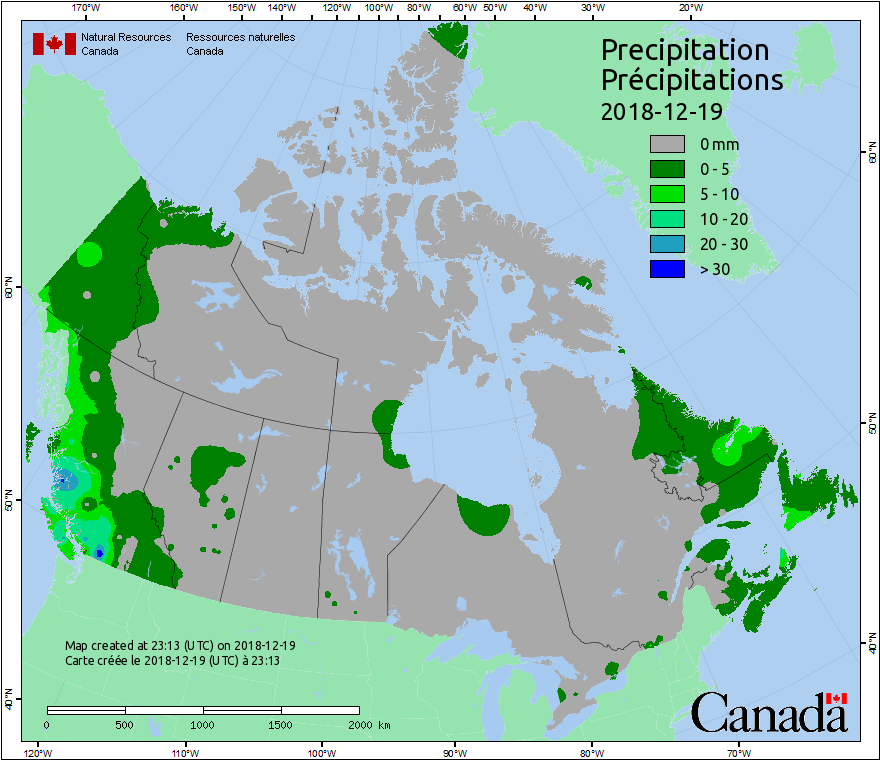 170°W 160°W 150°W 140°W 120°W 100°W 80°W 60°W 50°W 40°W 30°W 20°W
Natural Resources Ressources naturelles
Canada Canada
Precipitation
Précipitations
2018-12-19
0 mm
0 - 5
5 - 10
10 - 20
20 - 30
> 30
60°N
60°N
50°N
50°N
40°N
40°N
Map created at 23:13 (UTC) on 2018-12-19
Carte créée le 2018-12-19 (UTC) à 23:13
0 500 1000 1500 2000 km
Canada
120°W 110°W 100°W 90°W 80°W 70°W